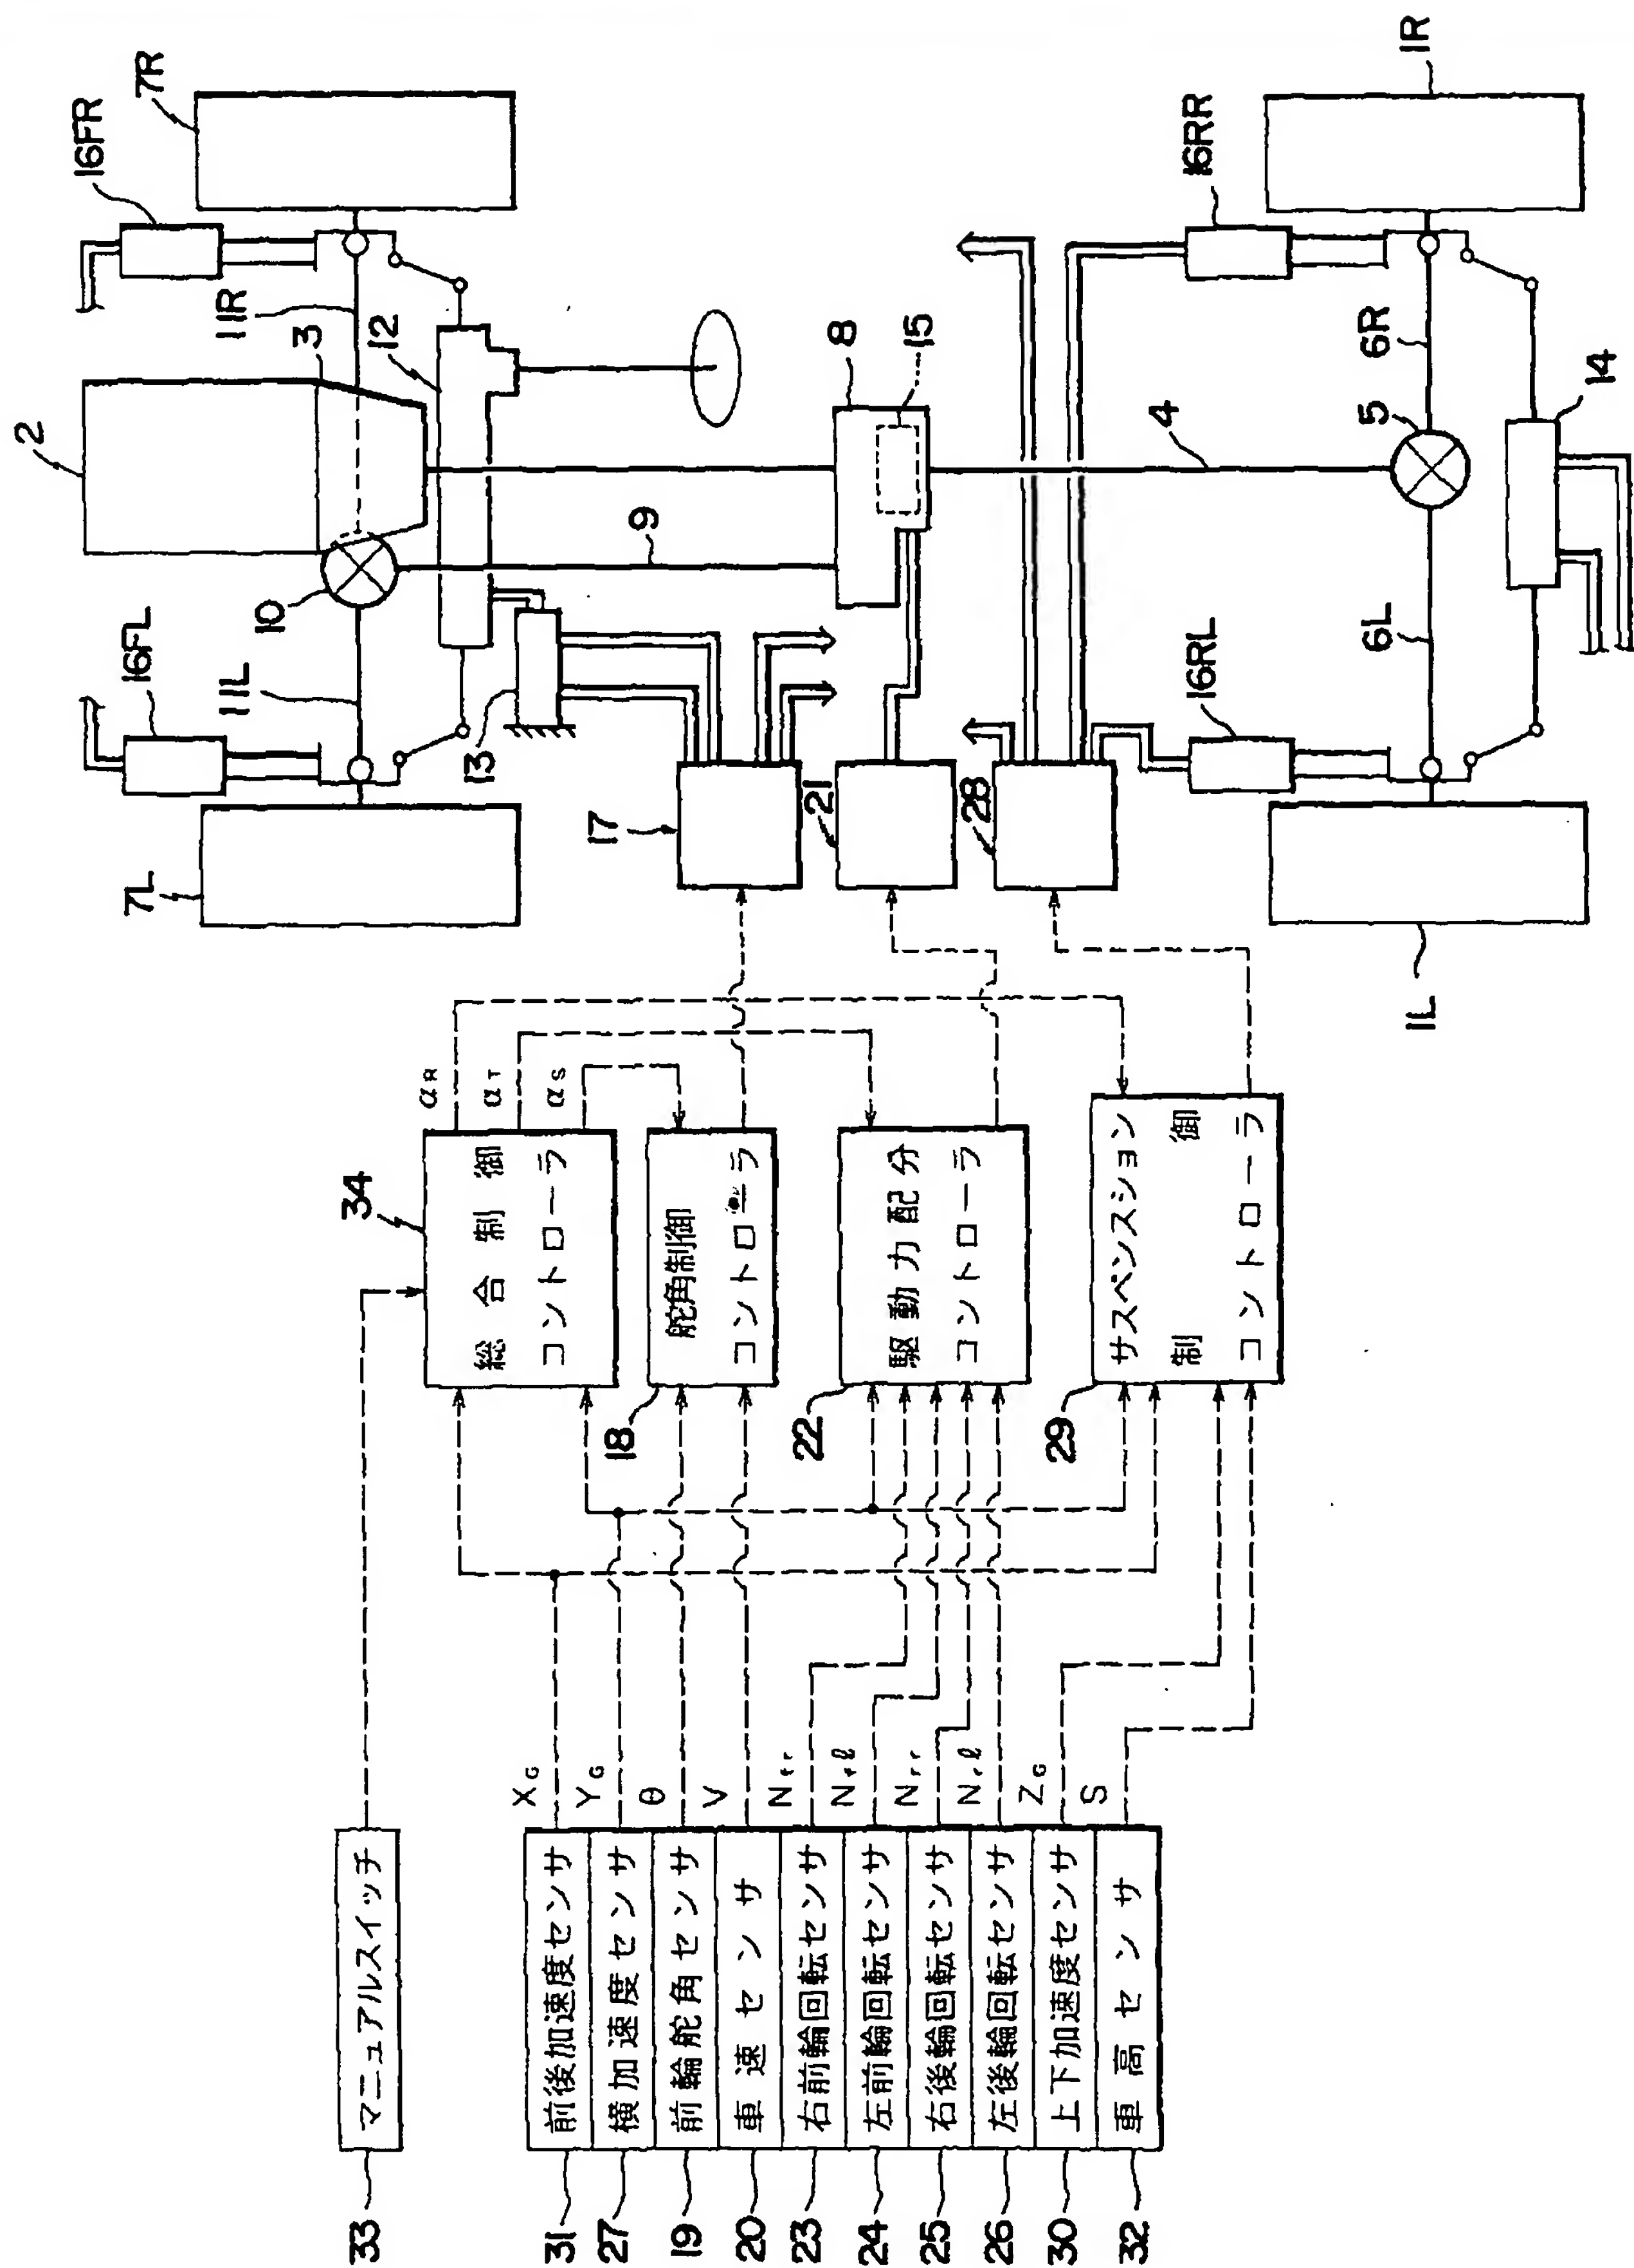 2
3
7R
16FR
11R
12
10
11L
16FL
7L
13
9
8
15
17
21
28
4
5
6R
6L
16RR
16RL
1R
1L
14
αR
αT
αS
34
総合制御
コントローラ
18
舵角制御
コントローラ
22
駆動力配分
コントローラ
29
サスペンスション
制御
コントローラ
33
マニュアルスイッチ
31
前後加速度センサ
XG
27
横加速度センサ
YG
19
前輪舵角センサ
θ
20
車速センサ
V
23
右前輪回転センサ
Nfr
24
左前輪回転センサ
Nfℓ
25
右後輪回転センサ
Nrr
26
左後輪回転センサ
Nrℓ
30
上下加速度センサ
ZG
32
車高センサ
S